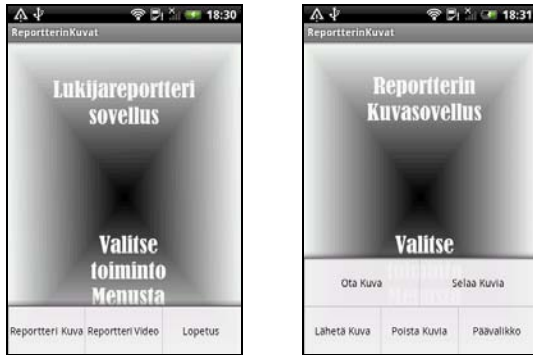 18:30
ReportterinKuvat
Lukijareportteri
sovellus
Valitse
toiminto
Menusta
Reportteri Kuva Reportteri Video Lopetus
18:31
ReportterinKuvat
Reportterin
Kuvasovellus
Valitse
Ota Kuva Selaa Kuvia
Lähetä Kuva Poista Kuvia Päävalikko